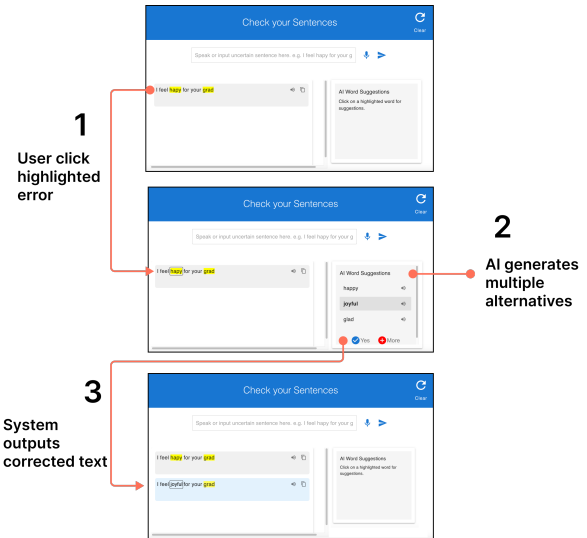 Check your Sentences
Clear
Speak or input uncertain sentence here. e.g. I feel hapy for your g
I feel hapy for your grad
AI Word Suggestions
Click on a highlighted word for
suggestions.
1
User click
highlighted
error
Check your Sentences
Clear
Speak or input uncertain sentence here. e.g. I feel hapy for your g
I feel hapy for your grad
AI Word Suggestions
happy
joyful
glad
Yes
More
2
AI generates
multiple
alternatives
3
System
outputs
corrected text
Check your Sentences
Clear
Speak or input uncertain sentence here. e.g. I feel hapy for your g
I feel hapy for your grad
I feel joyful for your grad
AI Word Suggestions
Click on a highlighted word for
suggestions.